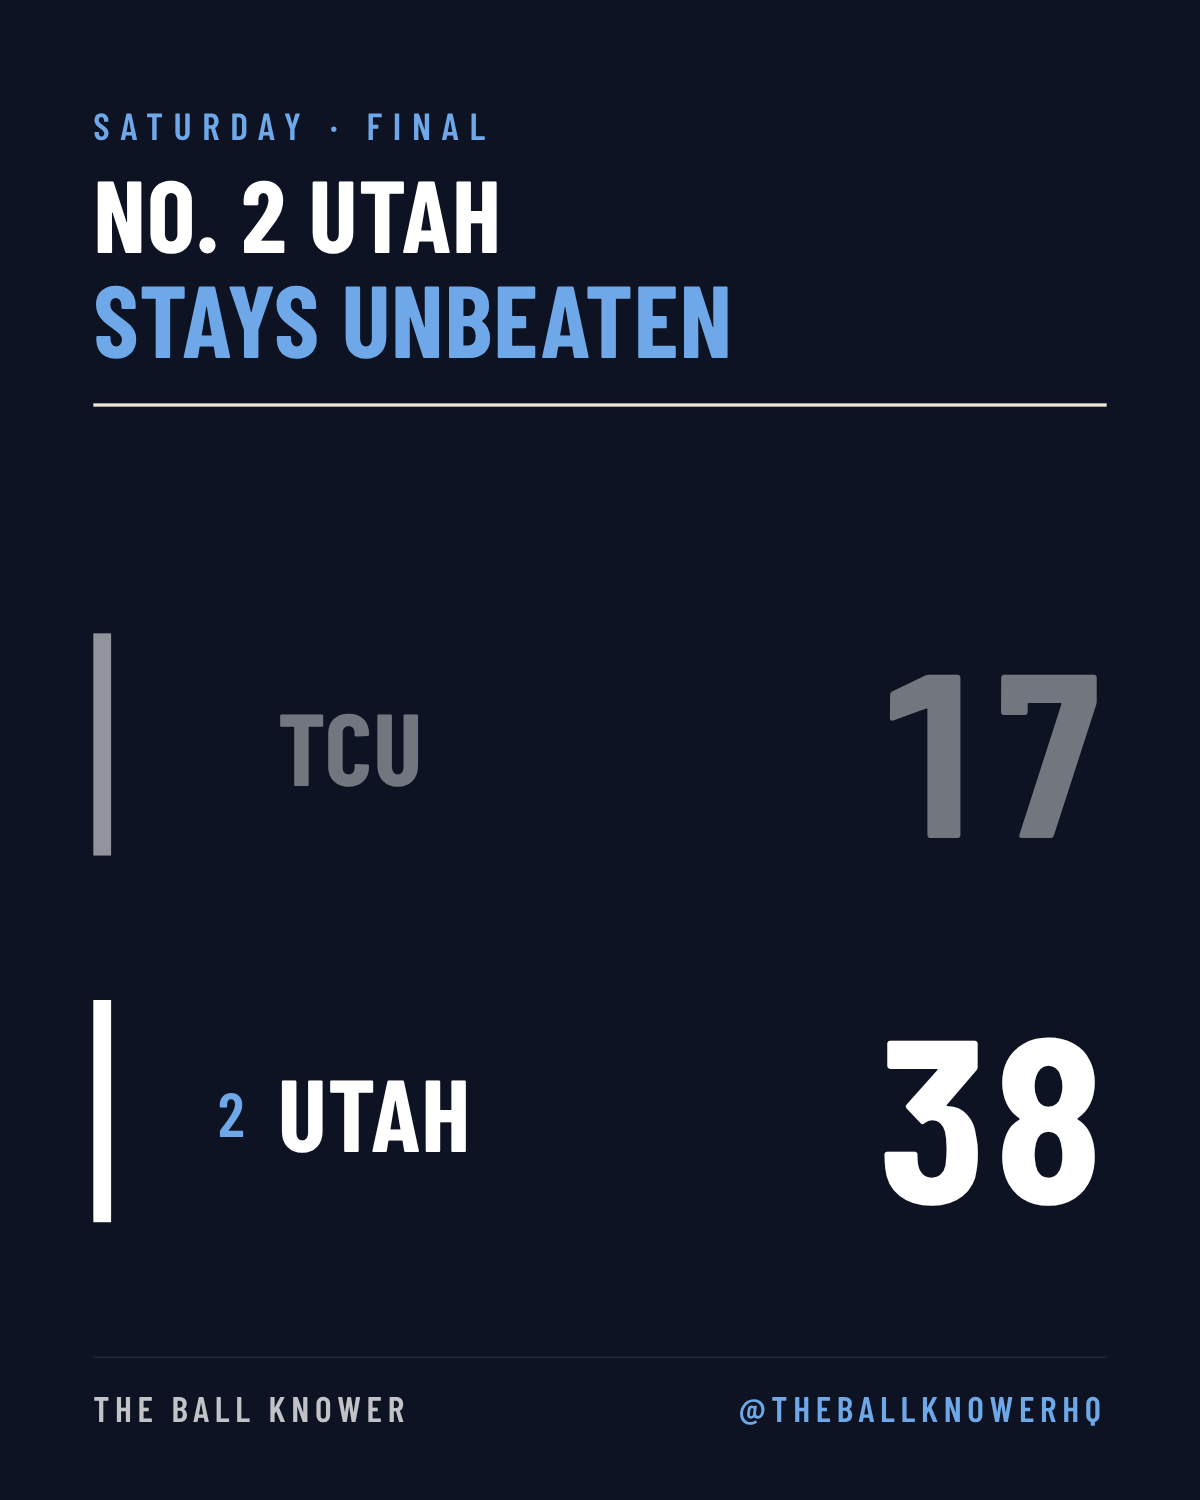 SATURDAY · FINAL
NO. 2 UTAH
STAYS UNBEATEN
TCU 17
2 UTAH 38
THE BALL KNOWER @THEBALLKNOWERHQ